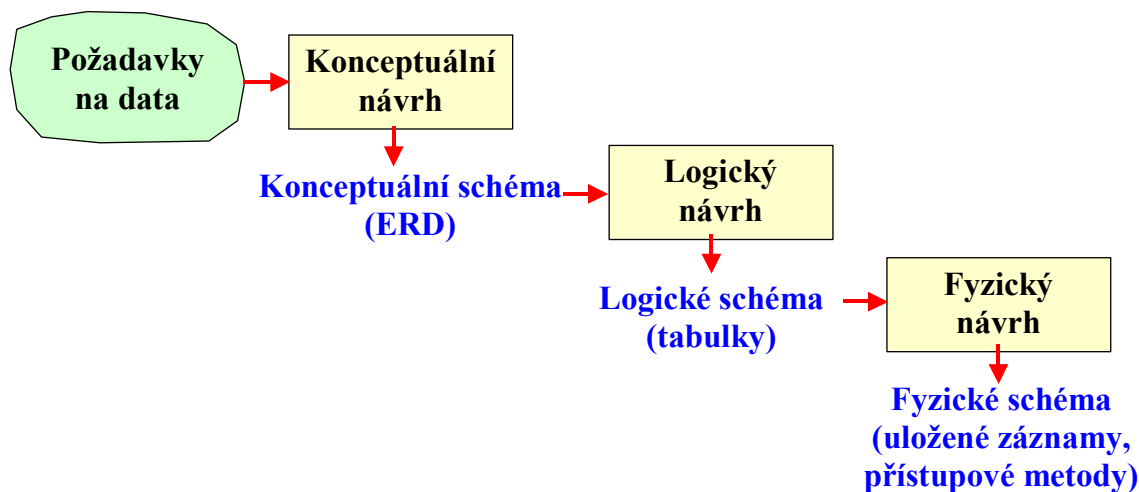 Požadavky
na data
Konceptuální
návrh
Konceptuální schéma
(ERD)
Logický
návrh
Logické schéma
(tabulky)
Fyzický
návrh
Fyzické schéma
(uložené záznamy,
přístupové metody)